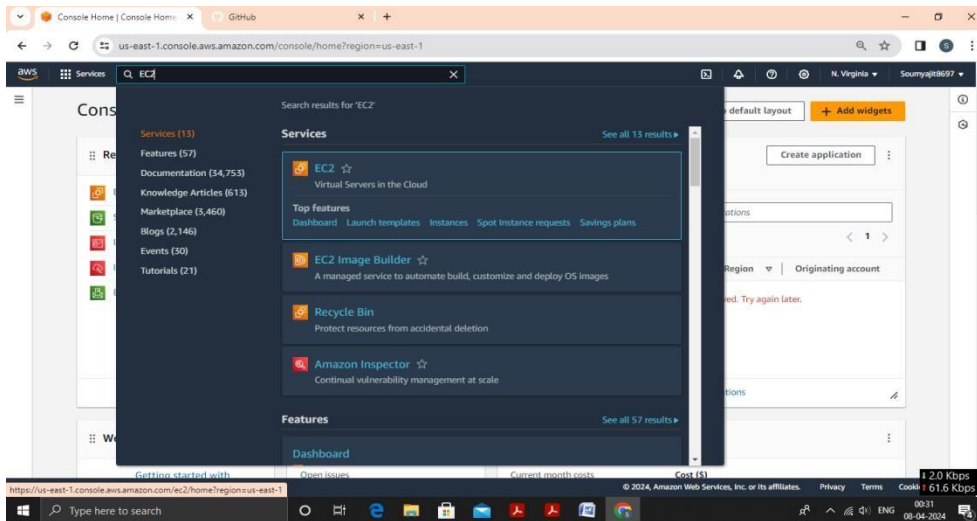 Console Home | Console Home
GitHub
us-east-1.console.aws.amazon.com/console/home?region=us-east-1
aws
Services
EC2
N. Virginia
Soumyajit8697
Cons
default layout
+ Add widgets
Search results for 'EC2'
Services (13)
Features (57)
Documentation (34,753)
Knowledge Articles (613)
Marketplace (3,460)
Blogs (2,146)
Events (30)
Tutorials (21)
Services
See all 13 results
EC2
Virtual Servers in the Cloud
Top features
Dashboard Launch templates Instances Spot Instance requests Savings plans
EC2 Image Builder
A managed service to automate build, customize and deploy OS images
Recycle Bin
Protect resources from accidental deletion
Amazon Inspector
Continual vulnerability management at scale
Features
See all 57 results
Dashboard
Re
Create application
1
Region
Originating account
ved. Try again later.
We
Getting started with
Open issues
Current month costs
Cost ($)
https://us-east-1.console.aws.amazon.com/ec2/home?region=us-east-1
© 2024, Amazon Web Services, Inc. or its affiliates.
Privacy
Terms
2.0 Kbps
61.6 Kbps
Type here to search
ENG
00:31
08-04-2024